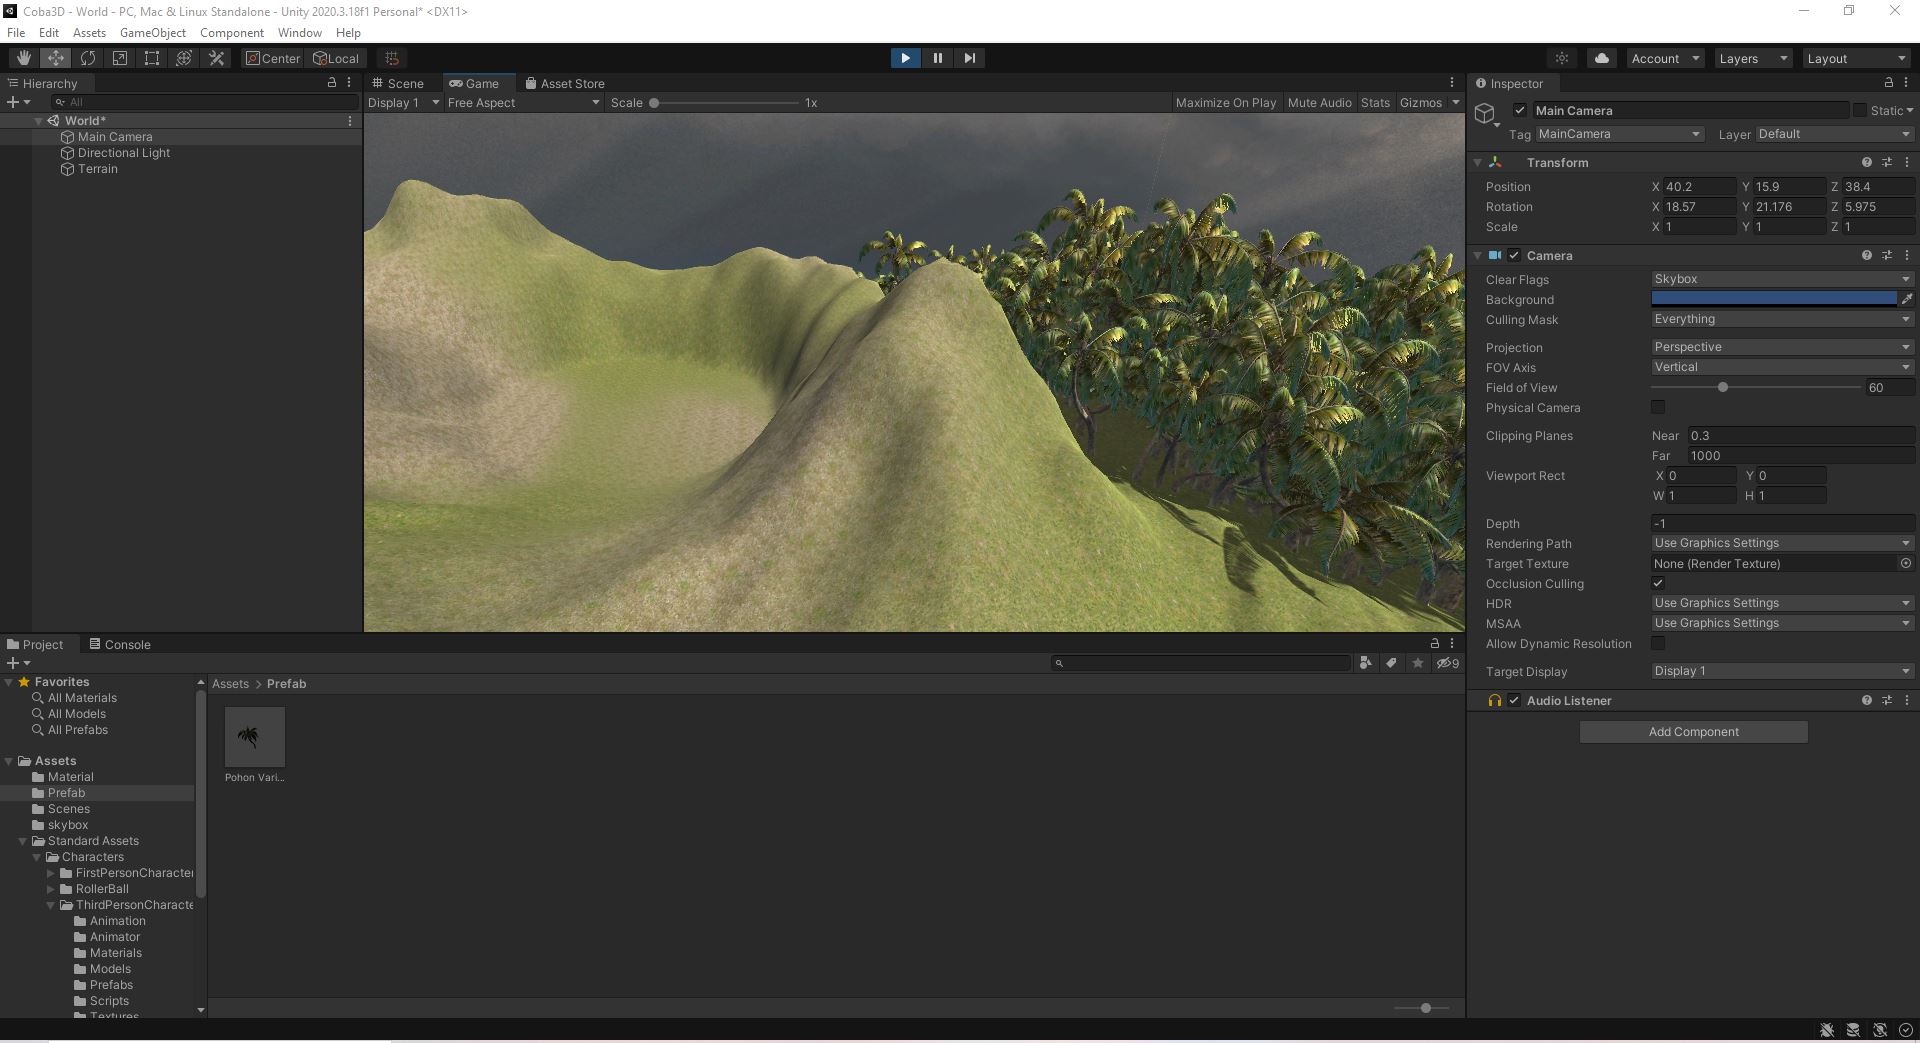 Coba3D - World - PC, Mac & Linux Standalone - Unity 2020.3.18f1 Personal* <DX11>
File Edit Assets GameObject Component Window Help
Center Local Account Layers Layout
Hierarchy
All
World*
Main Camera
Directional Light
Terrain
Scene Game Asset Store
Display 1 Free Aspect Scale 1x Maximize On Play Mute Audio Stats Gizmos
Project Console
9
Favorites
All Materials
All Models
All Prefabs
Assets
Material
Prefab
Scenes
skybox
Standard Assets
Characters
FirstPersonCharacter
RollerBall
ThirdPersonCharacte
Animation
Animator
Materials
Models
Prefabs
Scripts
Textures
Assets > Prefab
Pohon Vari...
Inspector
Main Camera Static
Tag MainCamera Layer Default
Transform
Position X 40.2 Y 15.9 Z 38.4
Rotation X 18.57 Y 21.176 Z 5.975
Scale X 1 Y 1 Z 1
Camera
Clear Flags Skybox
Background
Culling Mask Everything
Projection Perspective
FOV Axis Vertical
Field of View 60
Physical Camera
Clipping Planes Near 0.3
Far 1000
Viewport Rect X 0 Y 0
W 1 H 1
Depth -1
Rendering Path Use Graphics Settings
Target Texture None (Render Texture)
Occlusion Culling
HDR Use Graphics Settings
MSAA Use Graphics Settings
Allow Dynamic Resolution
Target Display Display 1
Audio Listener
Add Component